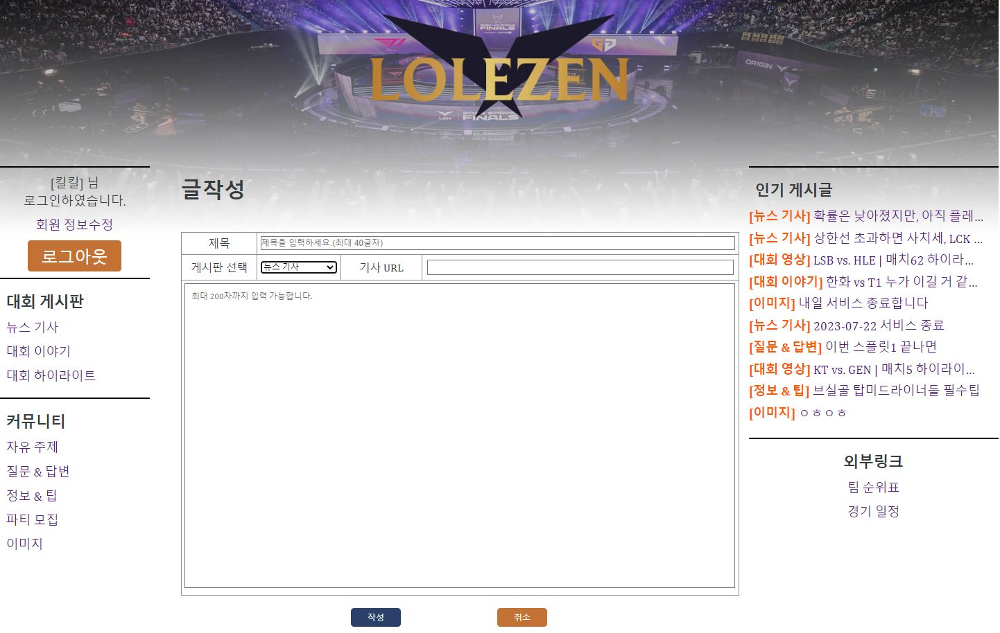 FINALS
T1
ORIGIN
LOLEZEN
LCK
FINALS
[킬킬] 님
로그인하였습니다.
회원 정보수정
로그아웃
대회 게시판
뉴스 기사
대회 이야기
대회 하이라이트
커뮤니티
자유 주제
질문 & 답변
정보 & 팁
파티 모집
이미지
글작성
제목
제목을 입력하세요.(최대 40글자)
게시판 선택 뉴스 기사 기사 URL
최대 200자까지 입력 가능합니다.
작성 취소
인기 게시글
[뉴스 기사] 확률은 낮아졌지만, 아직 플레...
[뉴스 기사] 상한선 초과하면 사치세, LCK ...
[대회 영상] LSB vs. HLE | 매치62 하이라...
[대회 이야기] 한화 vs T1 누가 이길 거 같...
[이미지] 내일 서비스 종료합니다
[뉴스 기사] 2023-07-22 서비스 종료
[질문 & 답변] 이번 스플릿1 끝나면
[대회 영상] KT vs. GEN | 매치5 하이라이...
[정보 & 팁] 브실골 탑미드라이너들 필수팁
[이미지] ㅇㅎㅇㅎ
외부링크
팀 순위표
경기 일정